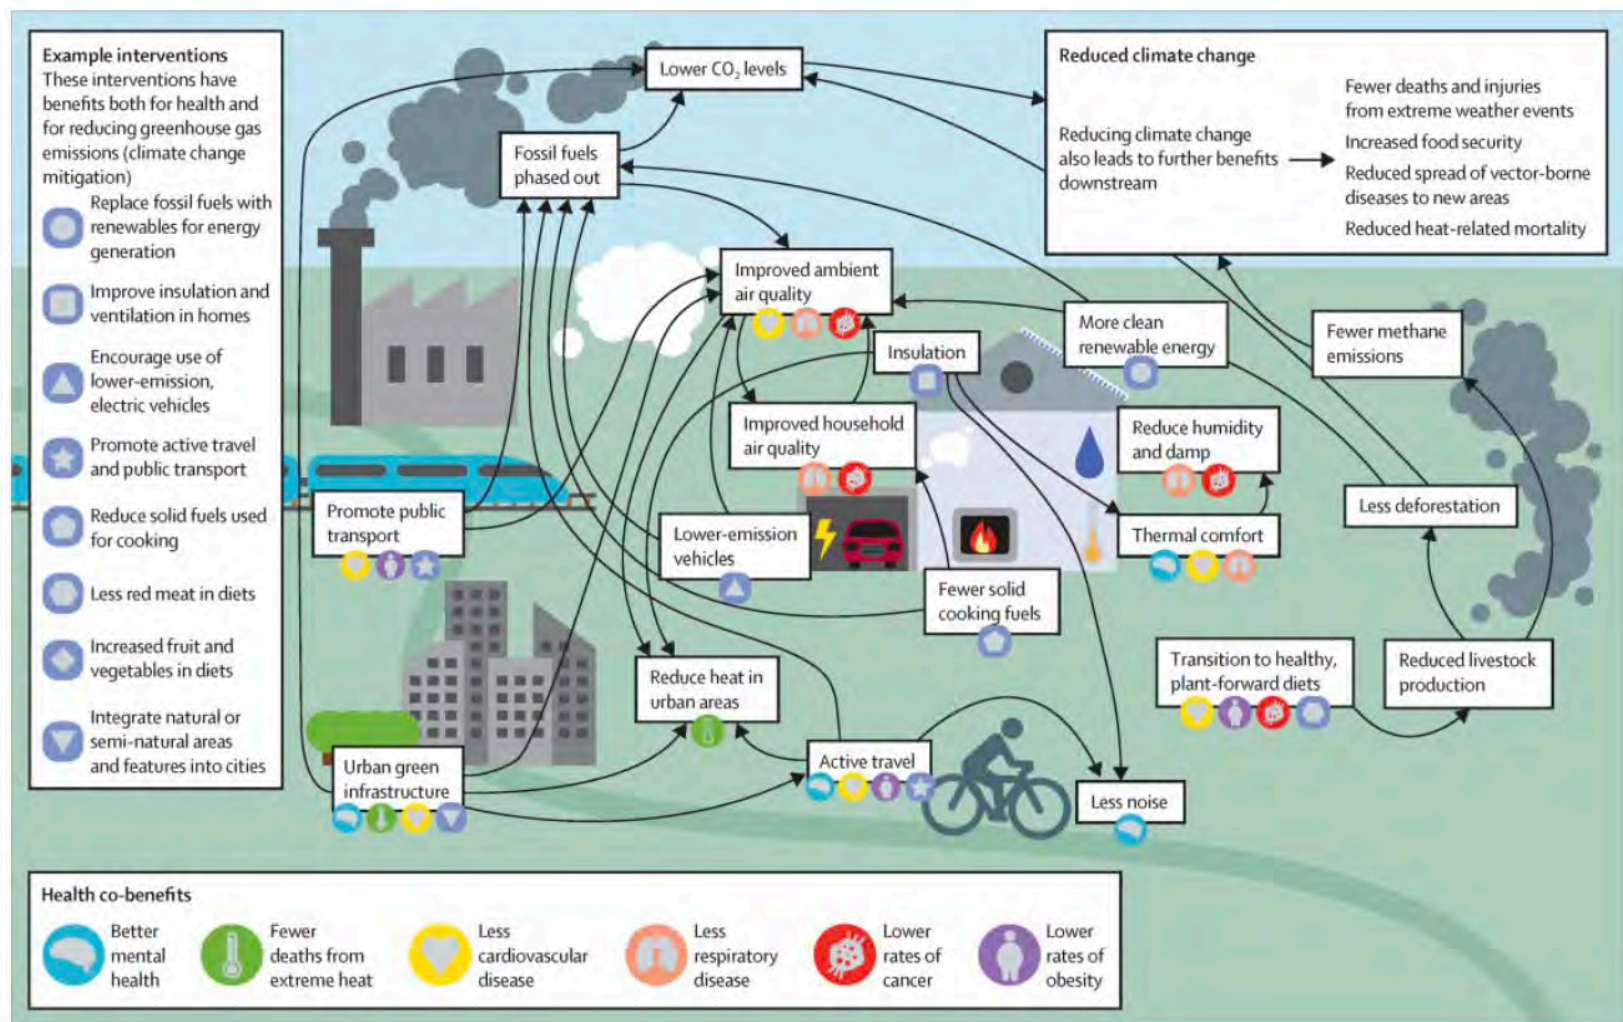 Example interventions
These interventions have
benefits both for health and
for reducing greenhouse gas
emissions (climate change
mitigation)
Replace fossil fuels with
renewables for energy
generation
Improve insulation and
ventilation in homes
Encourage use of
lower-emission,
electric vehicles
Promote active travel
and public transport
Reduce solid fuels used
for cooking
Less red meat in diets
Increased fruit and
vegetables in diets
Integrate natural or
semi-natural areas
and features into cities
Lower CO₂ levels
Fossil fuels
phased out
Reduced climate change
Reducing climate change
also leads to further benefits
downstream
Fewer deaths and injuries
from extreme weather events
Increased food security
Reduced spread of vector-borne
diseases to new areas
Reduced heat-related mortality
Improved ambient
air quality
Insulation
More clean
renewable energy
Fewer methane
emissions
Improved household
air quality
Reduce humidity
and damp
Promote public
transport
Lower-emission
vehicles
Thermal comfort
Less deforestation
Fewer solid
cooking fuels
Reduce heat in
urban areas
Transition to healthy,
plant-forward diets
Reduced livestock
production
Urban green
infrastructure
Active travel
Less noise
Health co-benefits
Better
mental
health
Fewer
deaths from
extreme heat
Less
cardiovascular
disease
Less
respiratory
disease
Lower
rates of
cancer
Lower
rates of
obesity